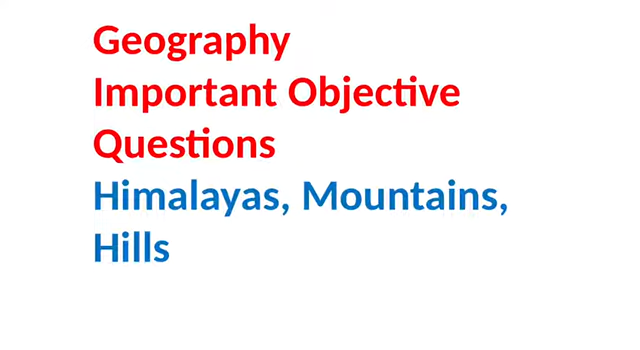 Geography
Important Objective
Questions
Himalayas, Mountains,
Hills